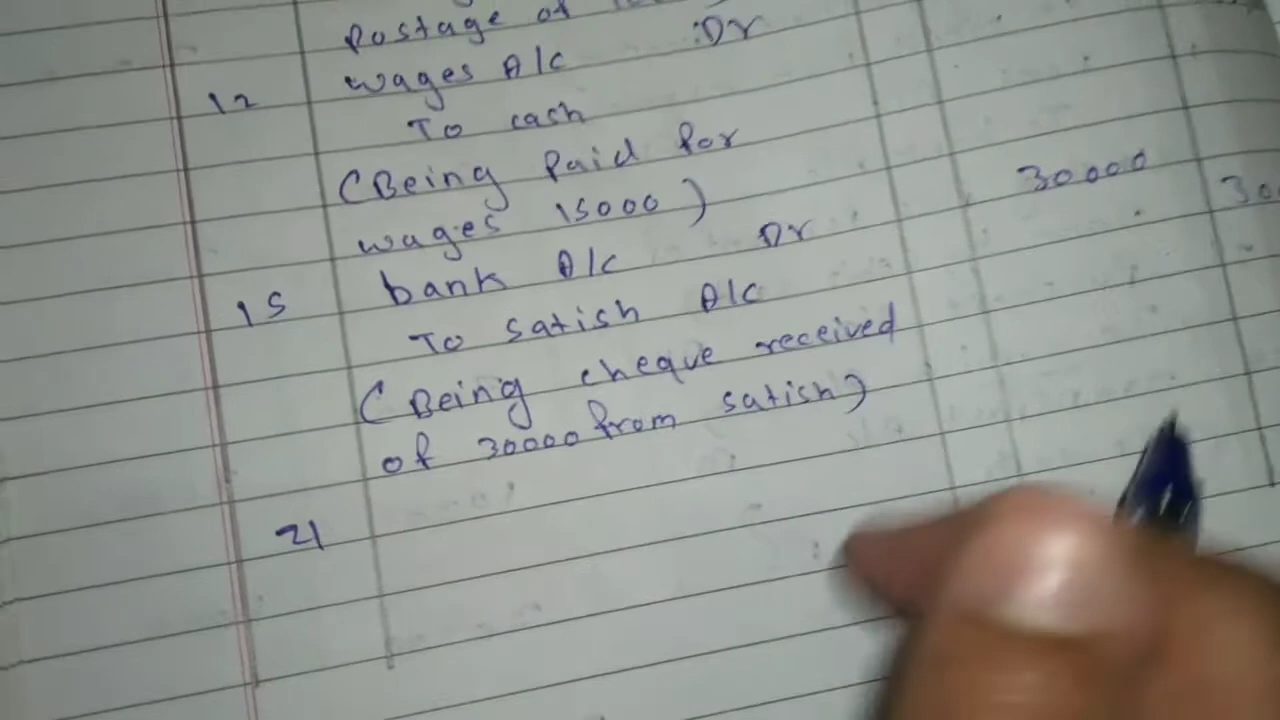 Postage of
Wages A/c Dr
12
To cash
(Being Paid for
wages 15000)
bank A/c Dr 30000 30
15
To Satish A/c
(Being cheque received
of 30000 from satish)
21